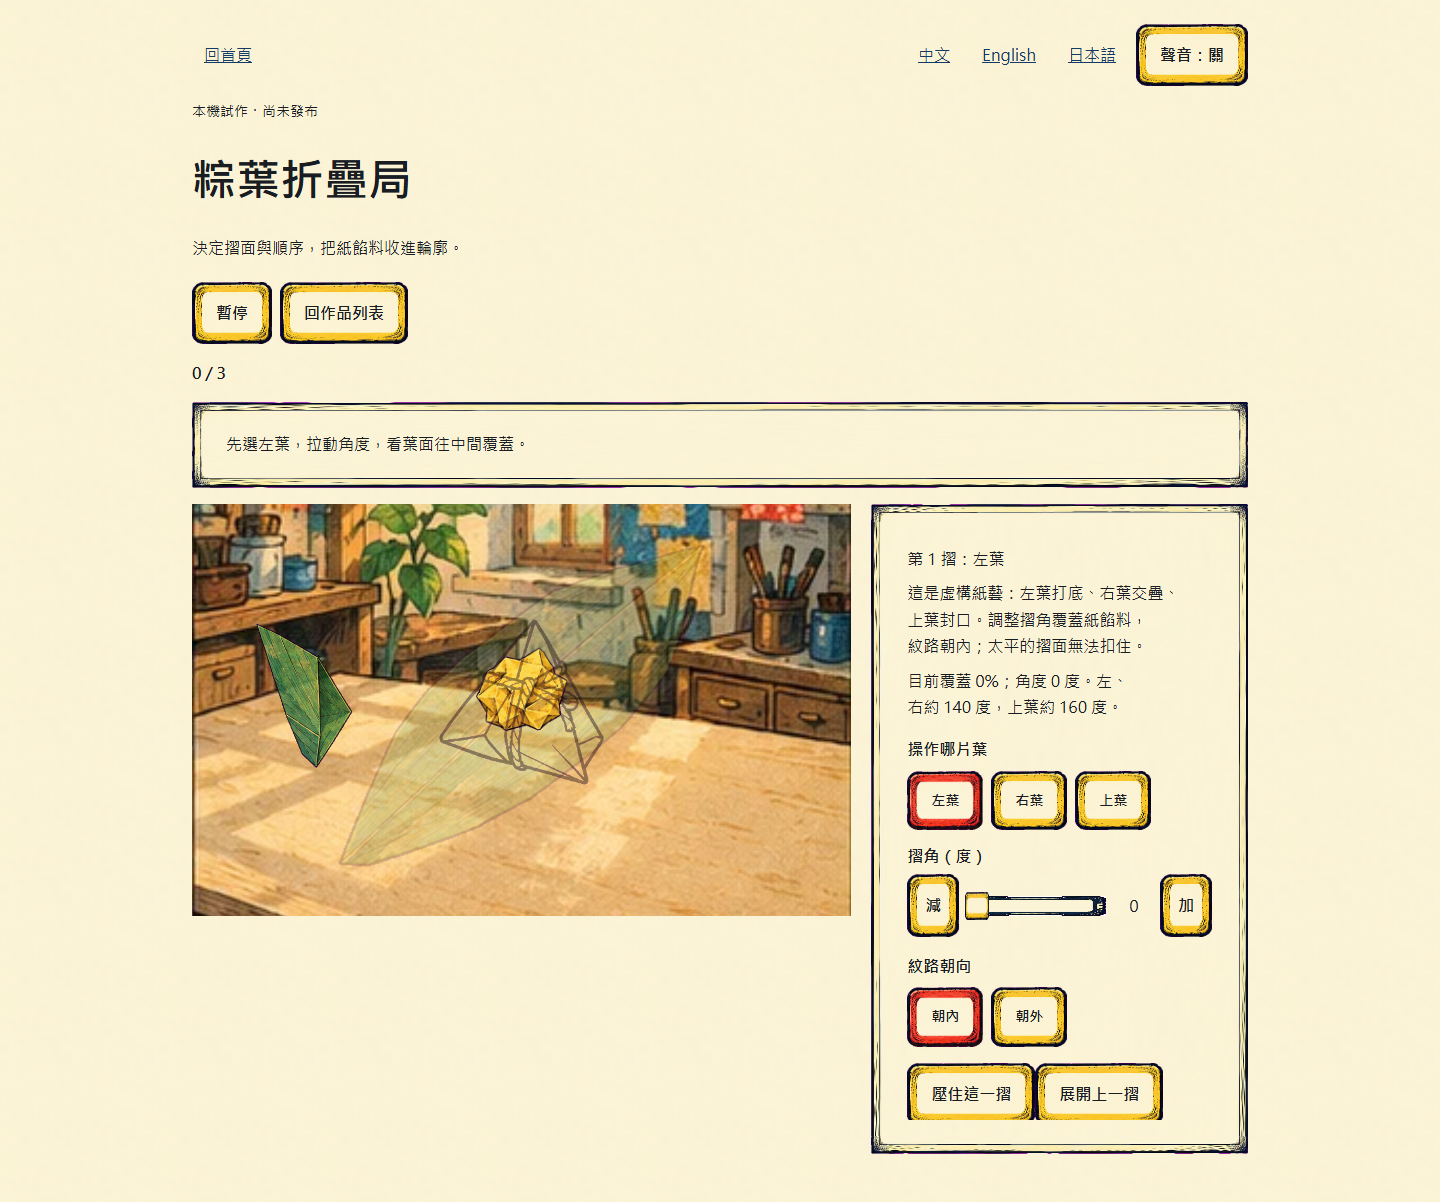 回首頁
中文 English 日本語 聲音：關
本機試作・尚未發布
粽葉折疊局
決定摺面與順序，把紙餡料收進輪廓。
暫停 回作品列表
0 / 3
先選左葉，拉動角度，看葉面往中間覆蓋。
第 1 摺：左葉
這是虛構紙藝：左葉打底、右葉交疊、
上葉封口。調整摺角覆蓋紙餡料，
紋路朝內；太平的摺面無法扣住。
目前覆蓋 0%；角度 0 度。左、
右約 140 度，上葉約 160 度。
操作哪片葉
左葉 右葉 上葉
摺角（度）
減 0 加
紋路朝向
朝內 朝外
壓住這一摺 展開上一摺